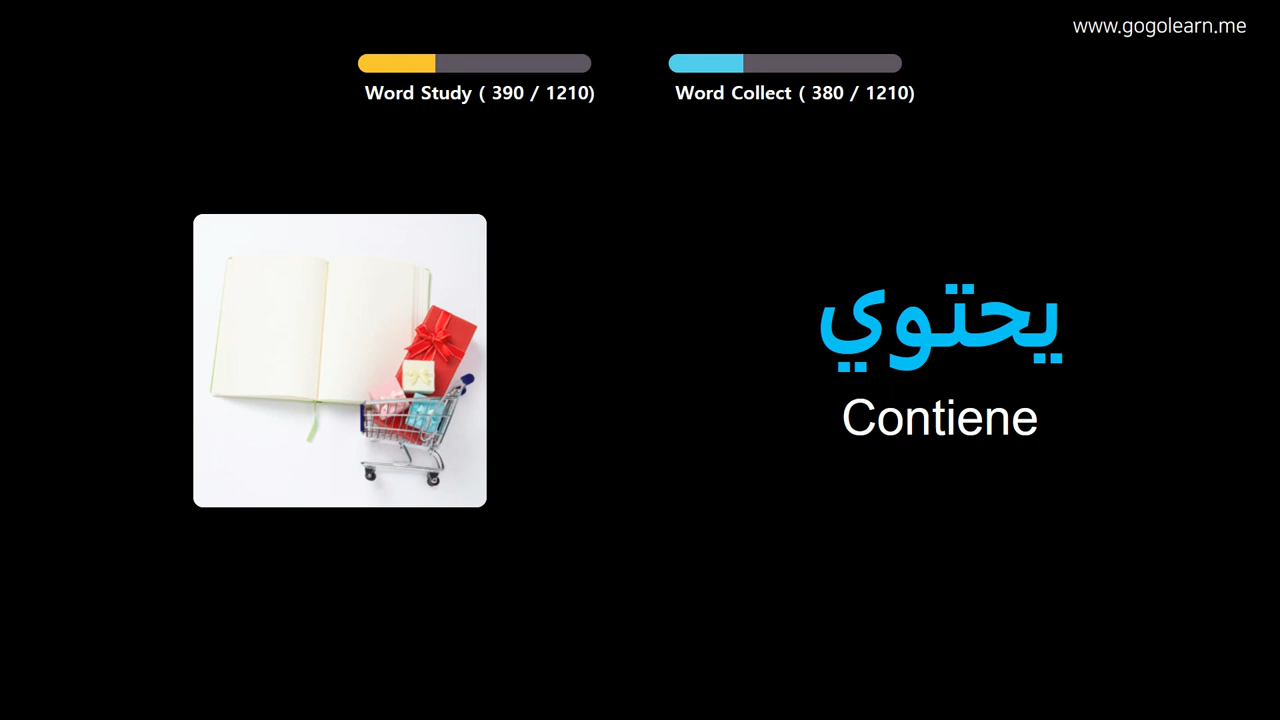 www.gogolearn.me
Word Study ( 390 / 1210)
Word Collect ( 380 / 1210)
يحتوي
Contiene